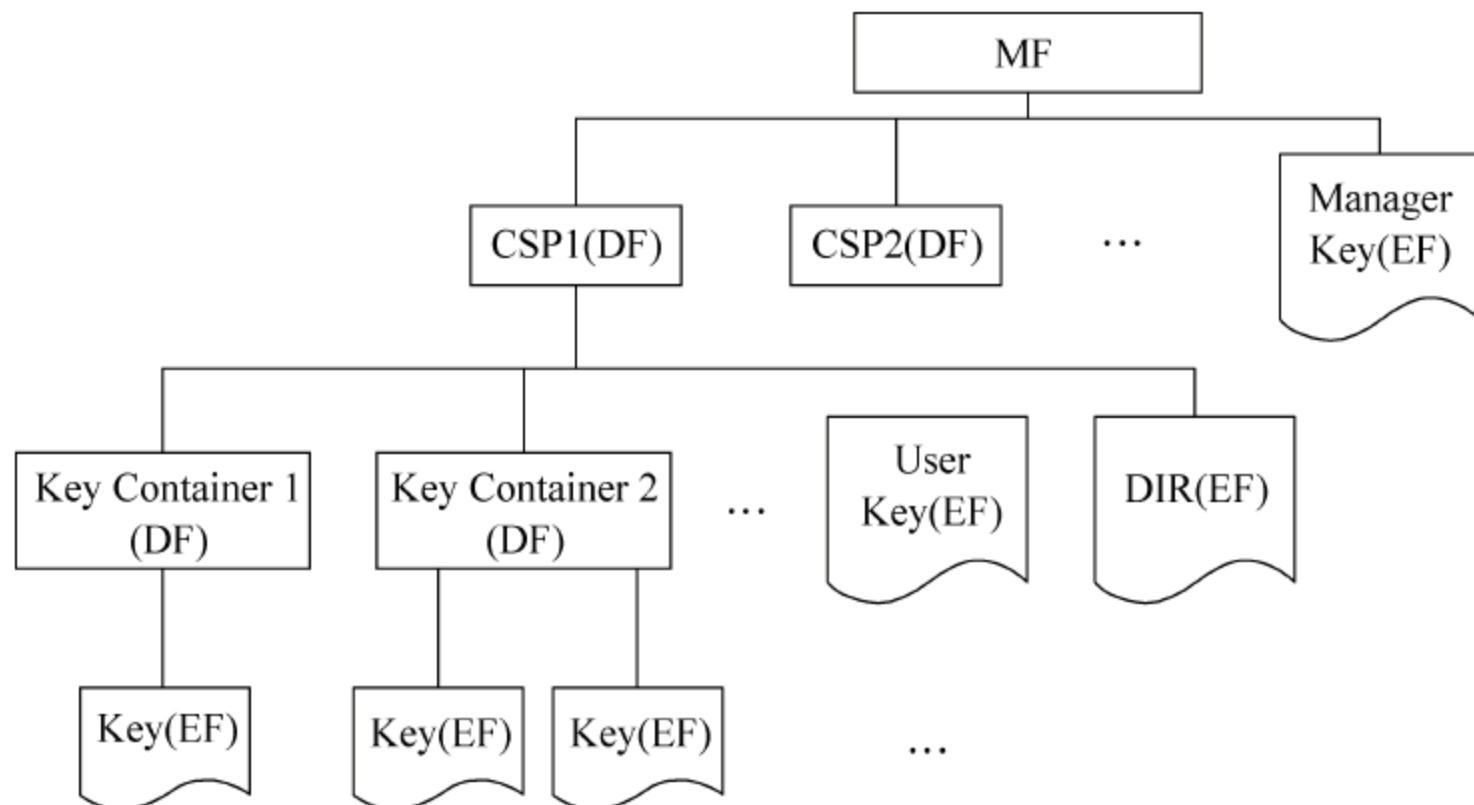 MF
CSP1(DF)
CSP2(DF)
...
Manager
Key(EF)
Key Container 1
(DF)
Key Container 2
(DF)
...
User
Key(EF)
DIR(EF)
Key(EF)
Key(EF)
Key(EF)
...